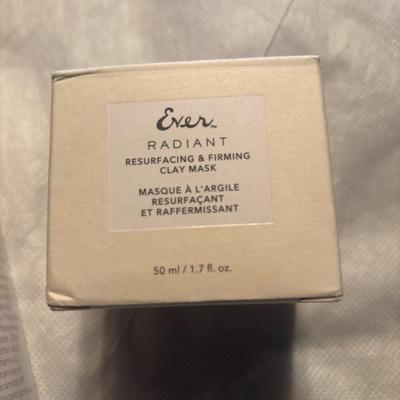 Ever™
RADIANT
RESURFACING & FIRMING
CLAY MASK
MASQUE À L'ARGILE
RESURFAÇANT
ET RAFFERMISSANT
50 ml / 1.7 fl. oz.